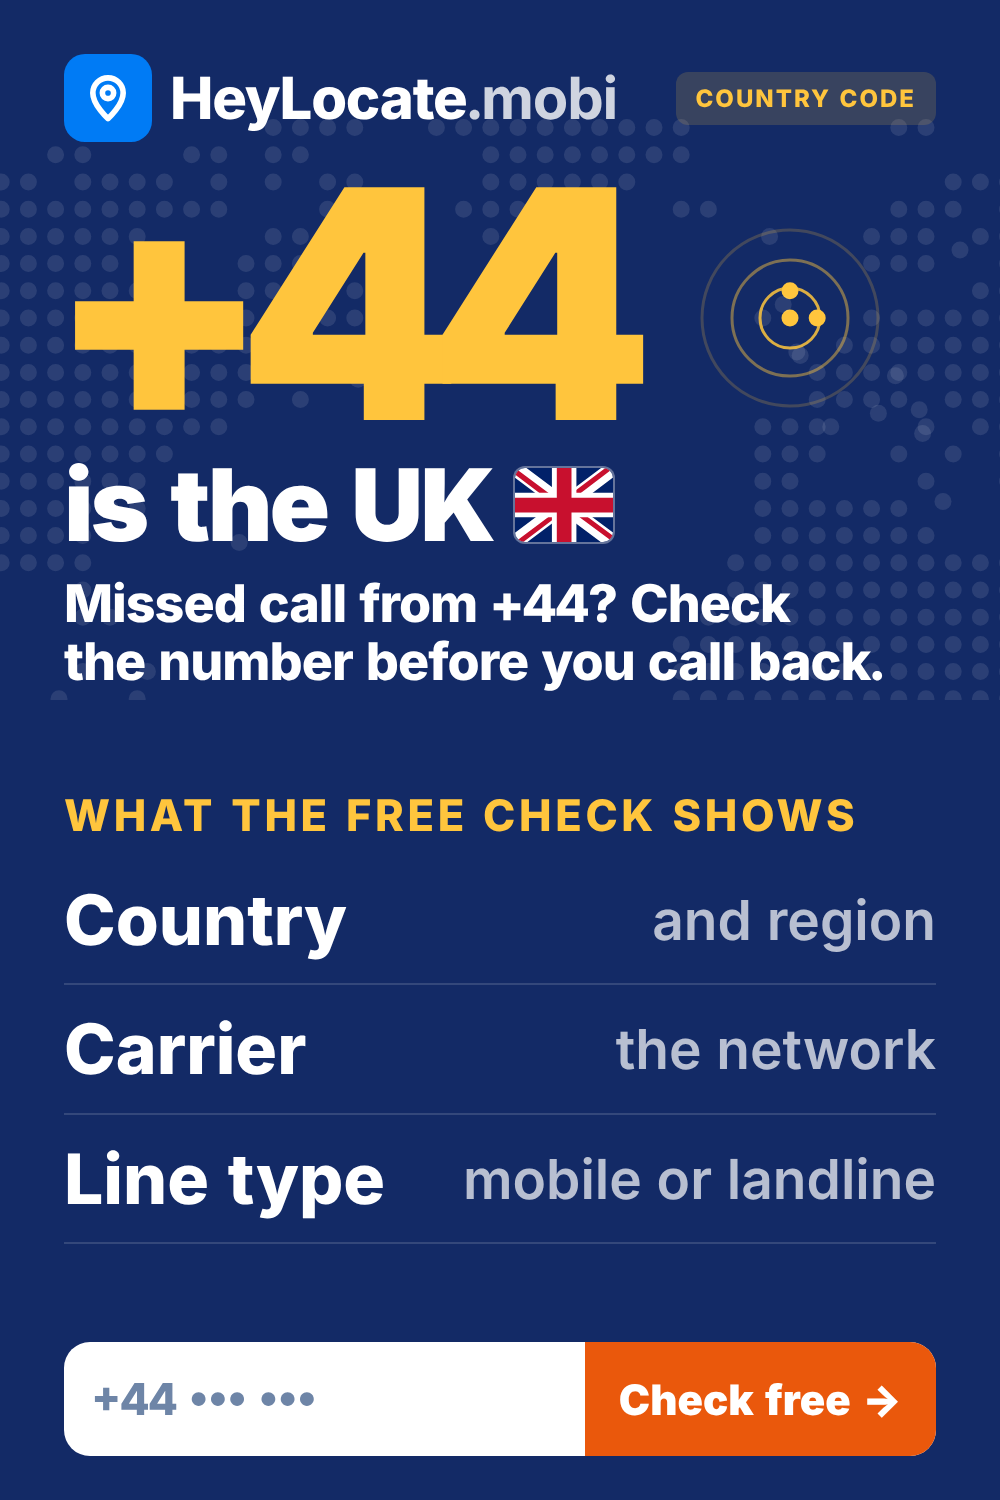 HeyLocate.mobi
COUNTRY CODE
+44
is the UK
Missed call from +44? Check
the number before you call back.
WHAT THE FREE CHECK SHOWS
Country and region
Carrier the network
Line type mobile or landline
+44 ••• •••
Check free →